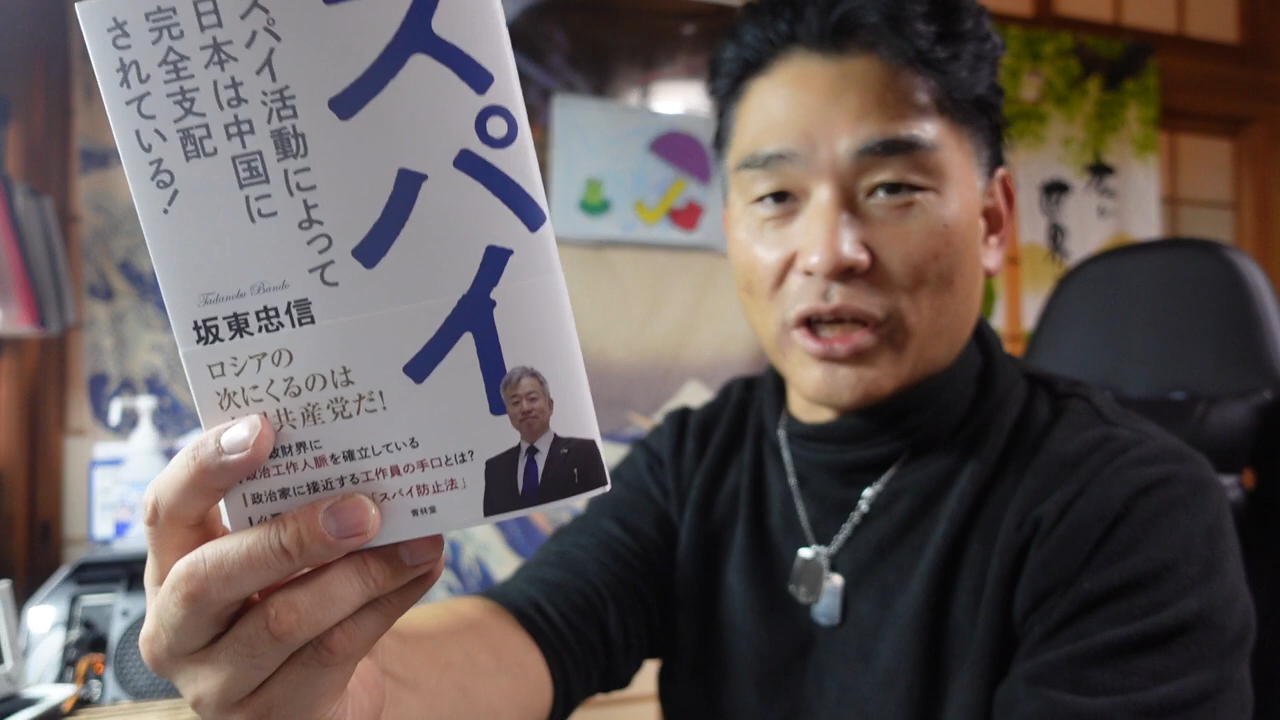 スパイ
スパイ活動によって
日本は中国に
完全支配
されている！
Tadanobu Bando
坂東忠信
ロシアの
次にくるのは
共産党だ！
財界に
政治工作人脈を確立している
政治家に接近する工作員の手口とは？
「スパイ防止法」
青林堂